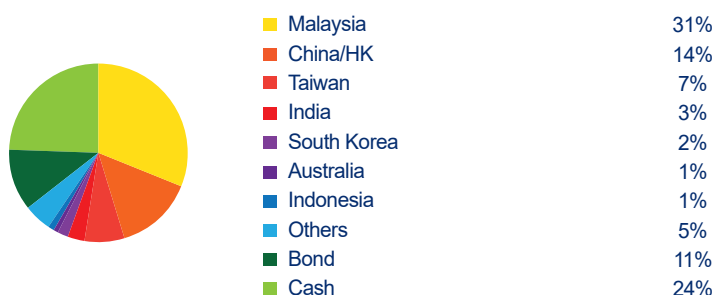 Malaysia 31%
China/HK 14%
Taiwan 7%
India 3%
South Korea 2%
Australia 1%
Indonesia 1%
Others 5%
Bond 11%
Cash 24%